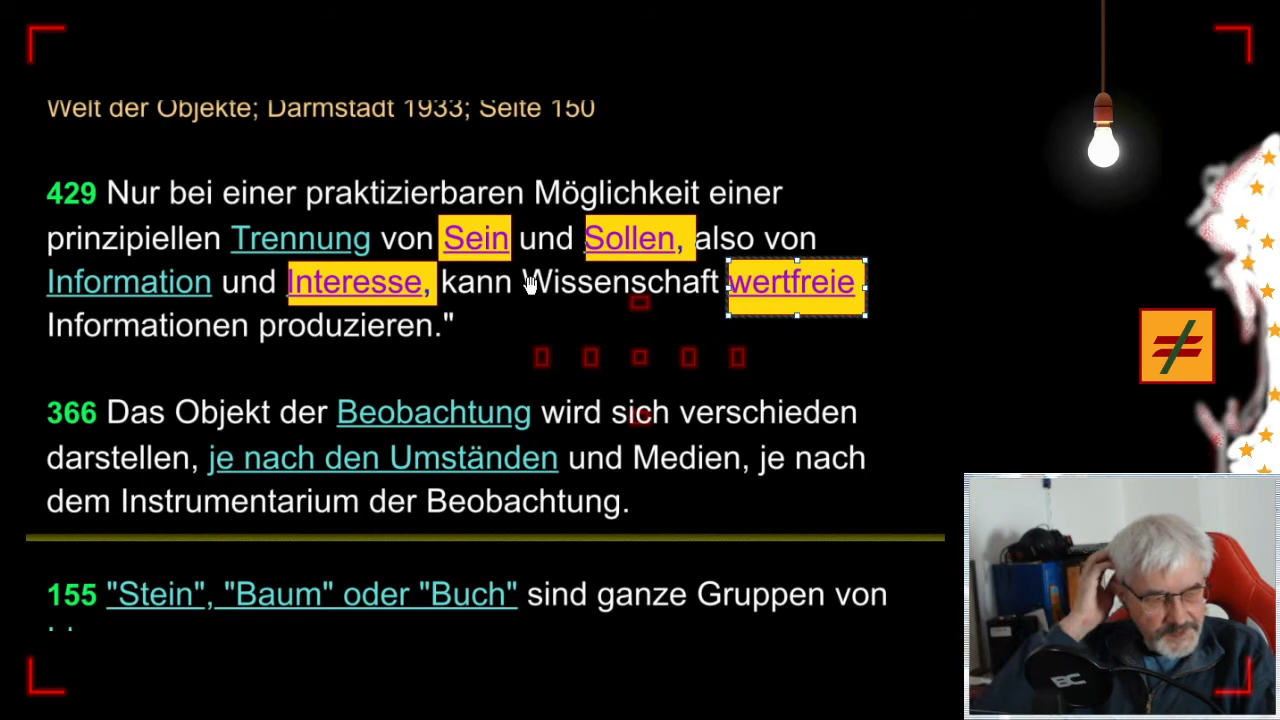 Welt der Objekte; Darmstadt 1933; Seite 150
429 Nur bei einer praktizierbaren Möglichkeit einer
prinzipiellen Trennung von Sein und Sollen, also von
Information und Interesse, kann Wissenschaft wertfreie
Informationen produzieren."
366 Das Objekt der Beobachtung wird sich verschieden
darstellen, je nach den Umständen und Medien, je nach
dem Instrumentarium der Beobachtung.
155 "Stein", "Baum" oder "Buch" sind ganze Gruppen von
≠
BC